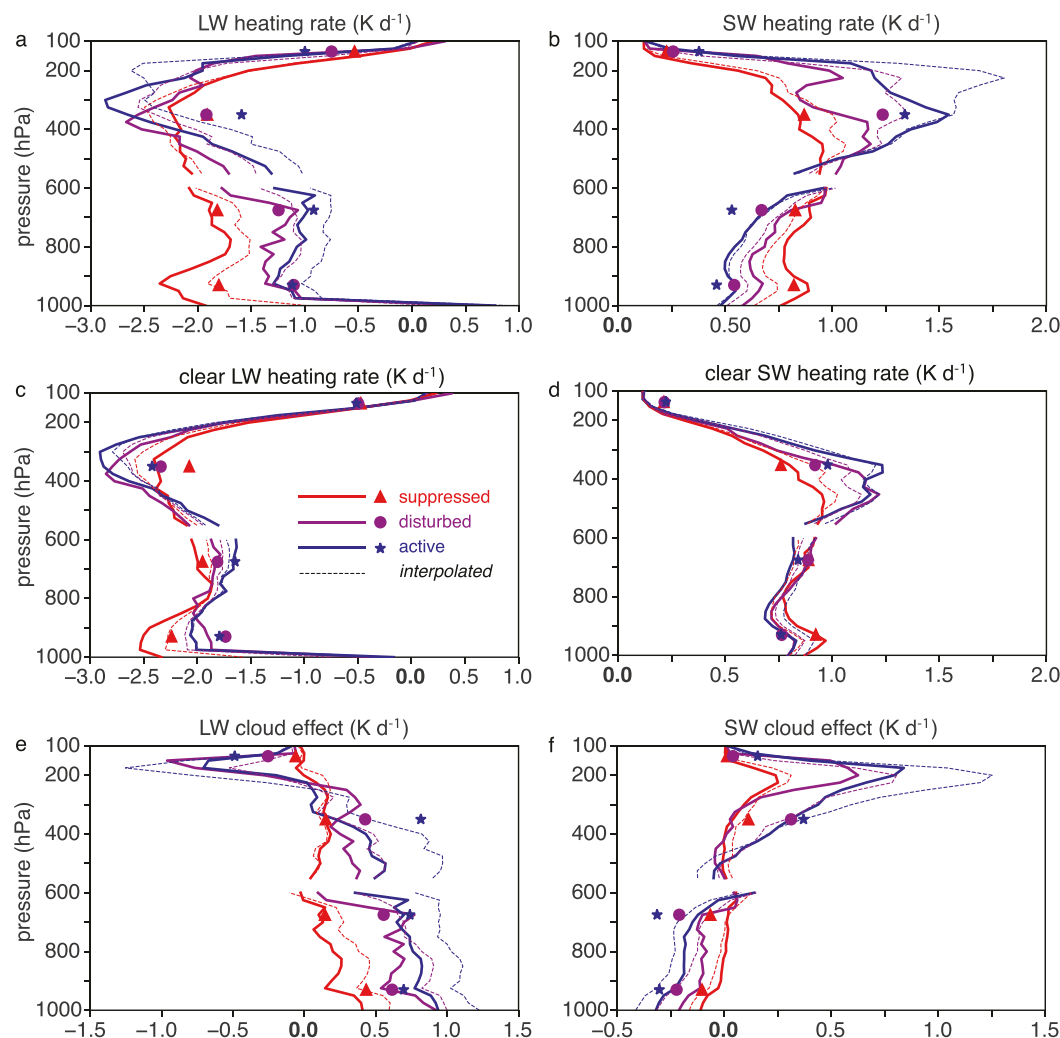 a LW heating rate (K d-1)
100
200
400
600
800
1000
pressure (hPa)
−3.0 −2.5 −2.0 −1.5 −1.0 −0.5 0.0 0.5 1.0
b SW heating rate (K d-1)
100
200
400
600
800
1000
0.0 0.50 1.0 1.5 2.0
c clear LW heating rate (K d-1)
100
200
400
600
800
1000
pressure (hPa)
suppressed
disturbed
active
interpolated
−3.0 −2.5 −2.0 −1.5 −1.0 −0.5 0.0 0.5 1.0
d clear SW heating rate (K d-1)
100
200
400
600
800
1000
0.0 0.5 1.0 1.5 2.0
e LW cloud effect (K d-1)
100
200
400
600
800
1000
pressure (hPa)
−1.5 −1.0 −0.5 0.0 0.5 1.0 1.5
f SW cloud effect (K d-1)
100
200
400
600
800
1000
−0.5 0.0 0.5 1.0 1.5